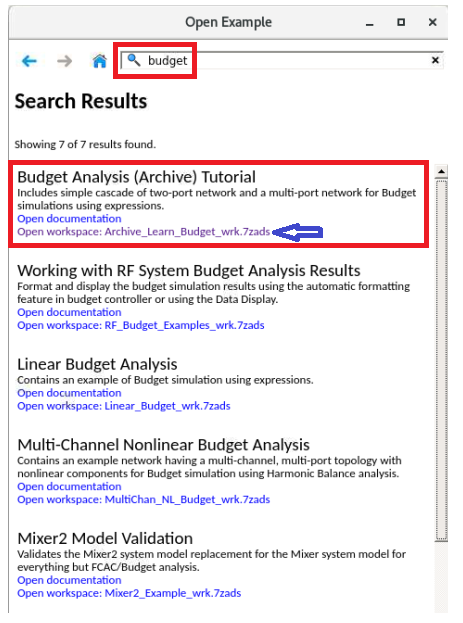 Open Example
budget
Search Results
Showing 7 of 7 results found.
Budget Analysis (Archive) Tutorial
Includes simple cascade of two-port network and a multi-port network for Budget
simulations using expressions.
Open documentation
Open workspace: Archive_Learn_Budget_wrk.7zads
Working with RF System Budget Analysis Results
Format and display the budget simulation results using the automatic formatting
feature in budget controller or using the Data Display.
Open documentation
Open workspace: RF_Budget_Examples_wrk.7zads
Linear Budget Analysis
Contains an example of Budget simulation using expressions.
Open documentation
Open workspace: Linear_Budget_wrk.7zads
Multi-Channel Nonlinear Budget Analysis
Contains an example network having a multi-channel, multi-port topology with
nonlinear components for Budget simulation using Harmonic Balance analysis.
Open documentation
Open workspace: MultiChan_NL_Budget_wrk.7zads
Mixer2 Model Validation
Validates the Mixer2 system model replacement for the Mixer system model for
everything but FCAC/Budget analysis.
Open documentation
Open workspace: Mixer2_Example_wrk.7zads